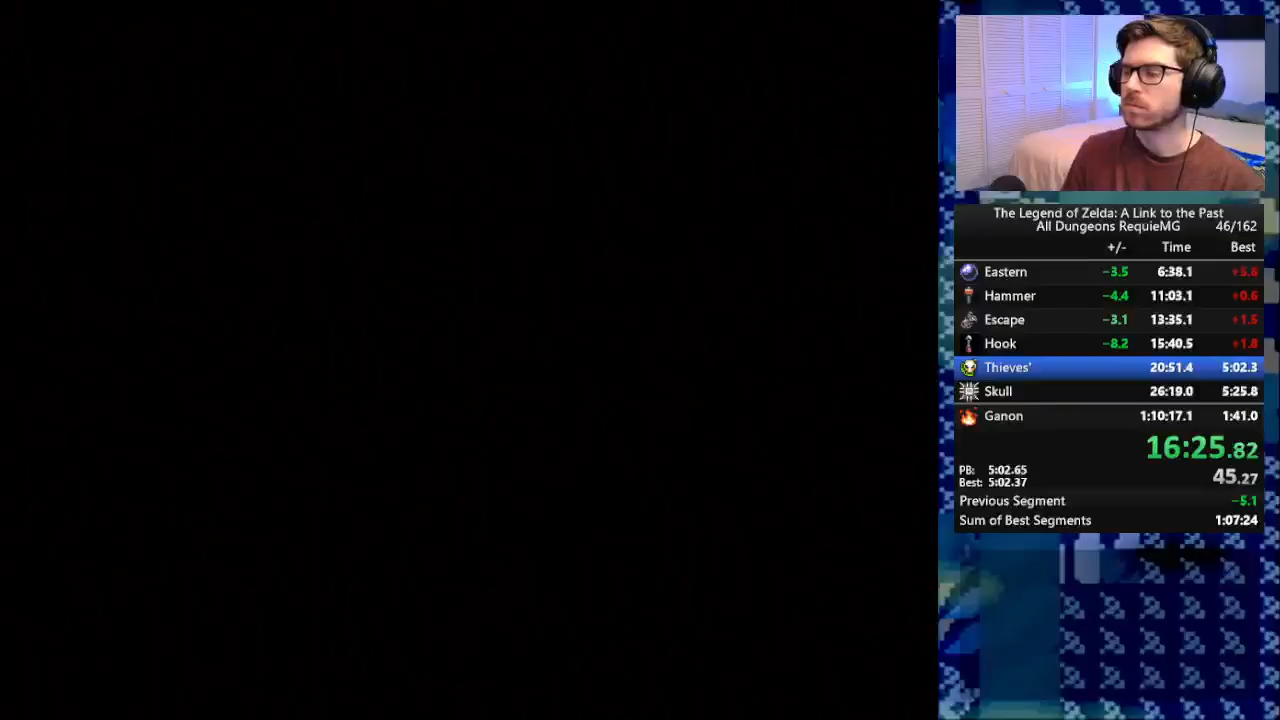 The Legend of Zelda: A Link to the Past
All Dungeons RequieMG 46/162
+/- Time Best
Eastern -3.5 6:38.1 +5.6
Hammer -4.4 11:03.1 +0.6
Escape -3.1 13:35.1 +1.5
Hook -8.2 15:40.5 +1.8
Thieves' 20:51.4 5:02.3
Skull 26:19.0 5:25.8
Ganon 1:10:17.1 1:41.0
16:25.82
PB: 5:02.65
Best: 5:02.37
45.27
Previous Segment -5.1
Sum of Best Segments 1:07:24